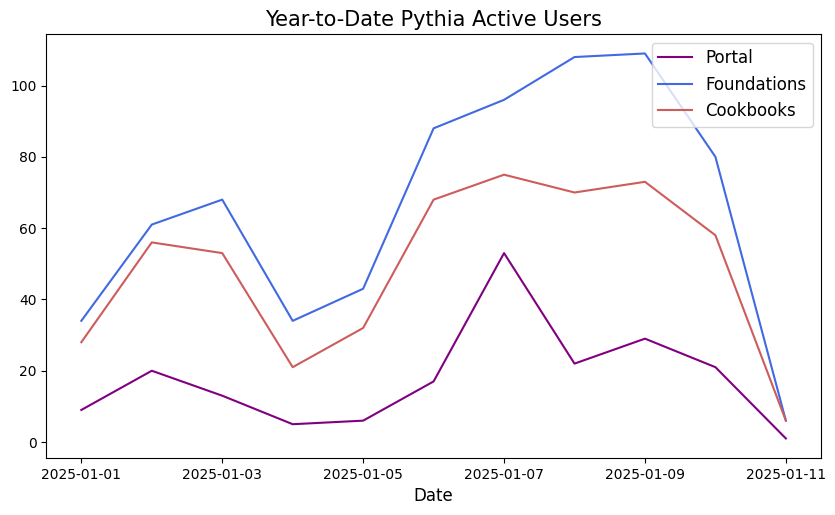 Year-to-Date Pythia Active Users
Portal
Foundations
Cookbooks
100
80
60
40
20
0
2025-01-01 2025-01-03 2025-01-05 2025-01-07 2025-01-09 2025-01-11
Date